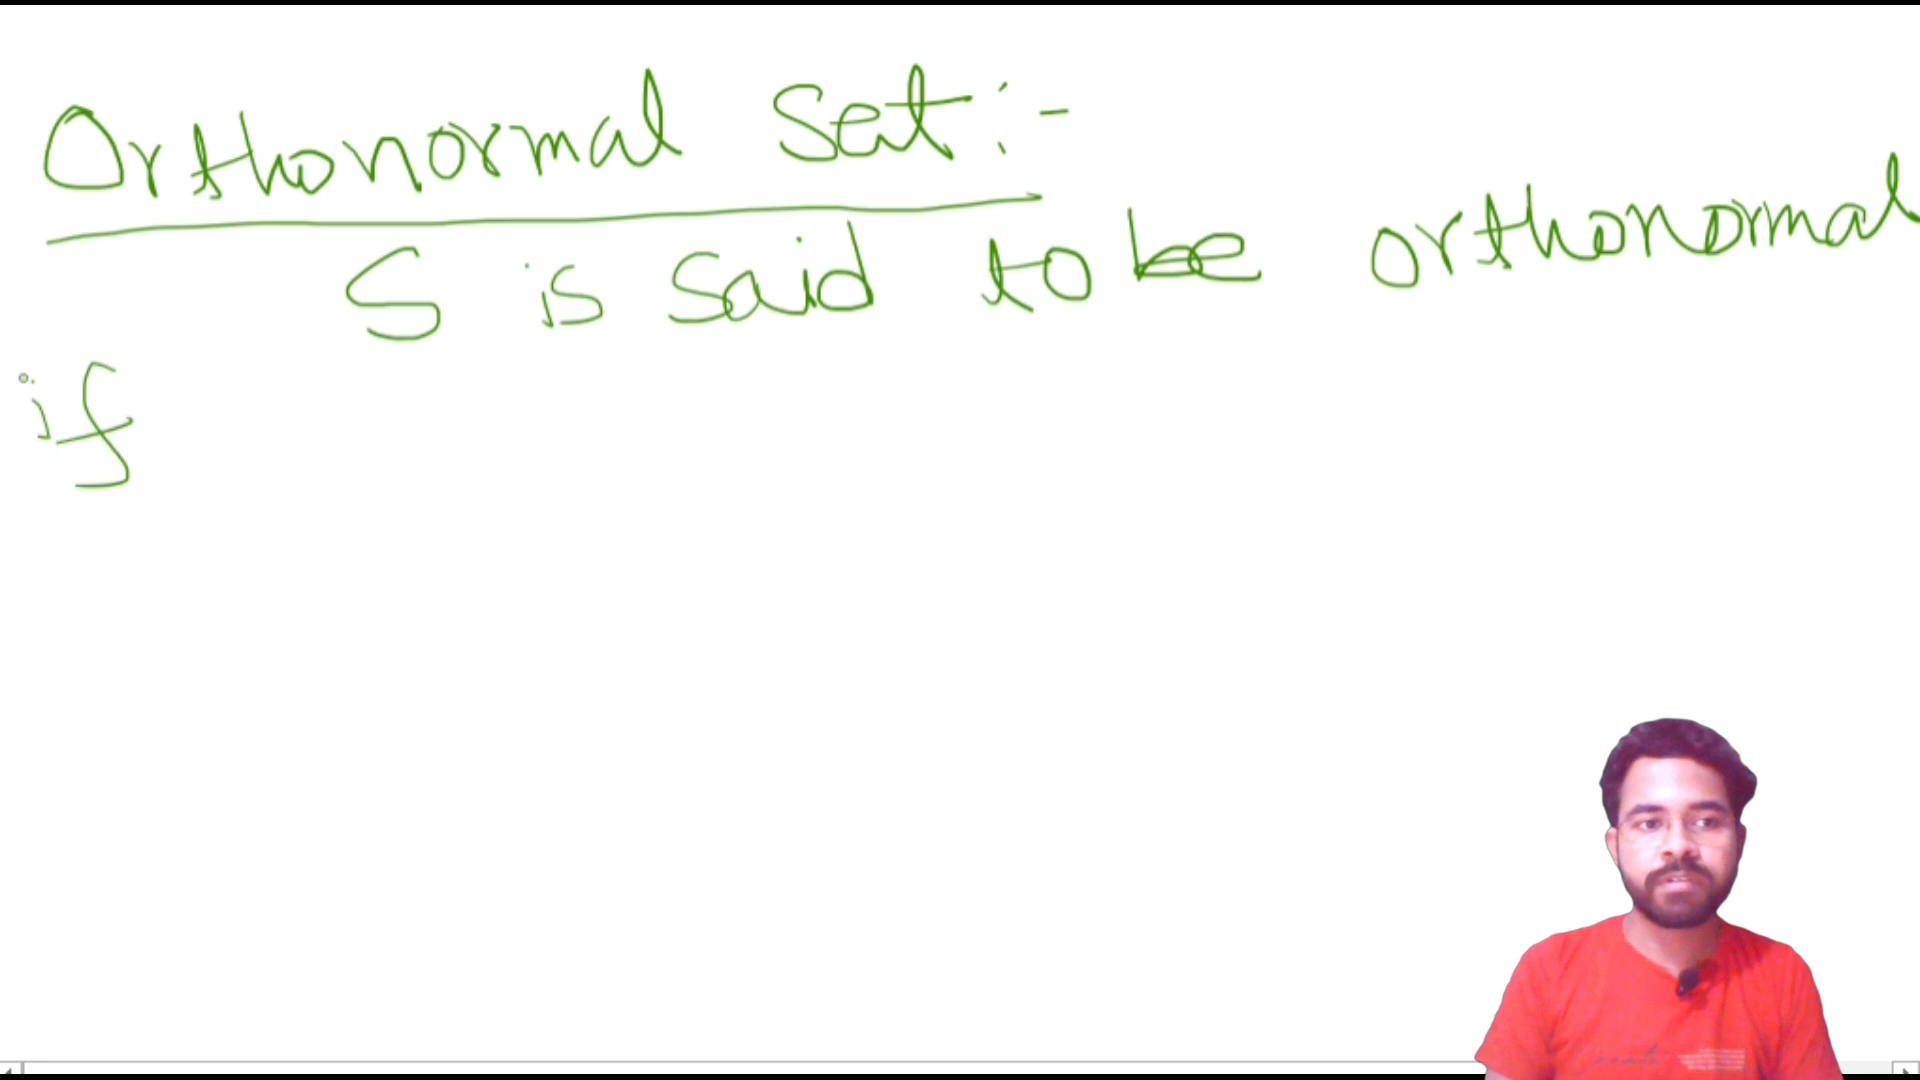 Orthonormal Set :-
S is said to be orthonormal
if